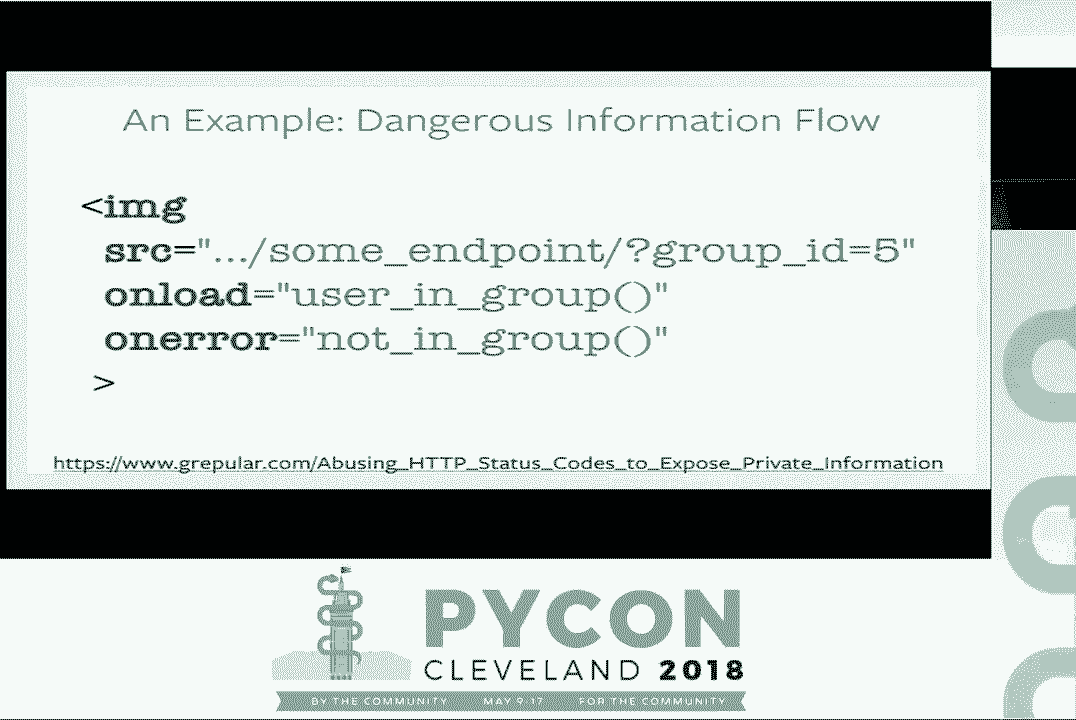 An Example: Dangerous Information Flow
<img
src=".../some_endpoint/?group_id=5"
onload="user_in_group()"
onerror="not_in_group()"
>
https://www.grepular.com/Abusing_HTTP_Status_Codes_to_Expose_Private_Information
PYCON
CLEVELAND 2018
BY THE COMMUNITY MAY 9-17 FOR THE COMMUNITY